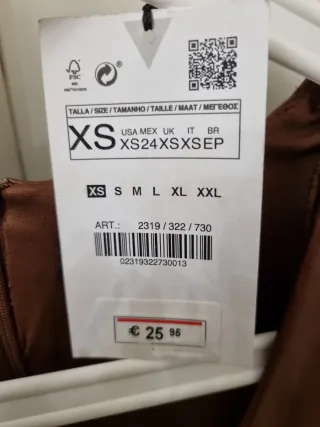 FSC
TALLA / SIZE / TAMANHO / TAILLE / MAAT / ΜΕΓΕΘΟΣ
XS
USA MEX UK IT BR
XS 24 XS XS EP
XS S M L XL XXL
ART.: 2319 / 322 / 730
02319322730013
€ 25 95